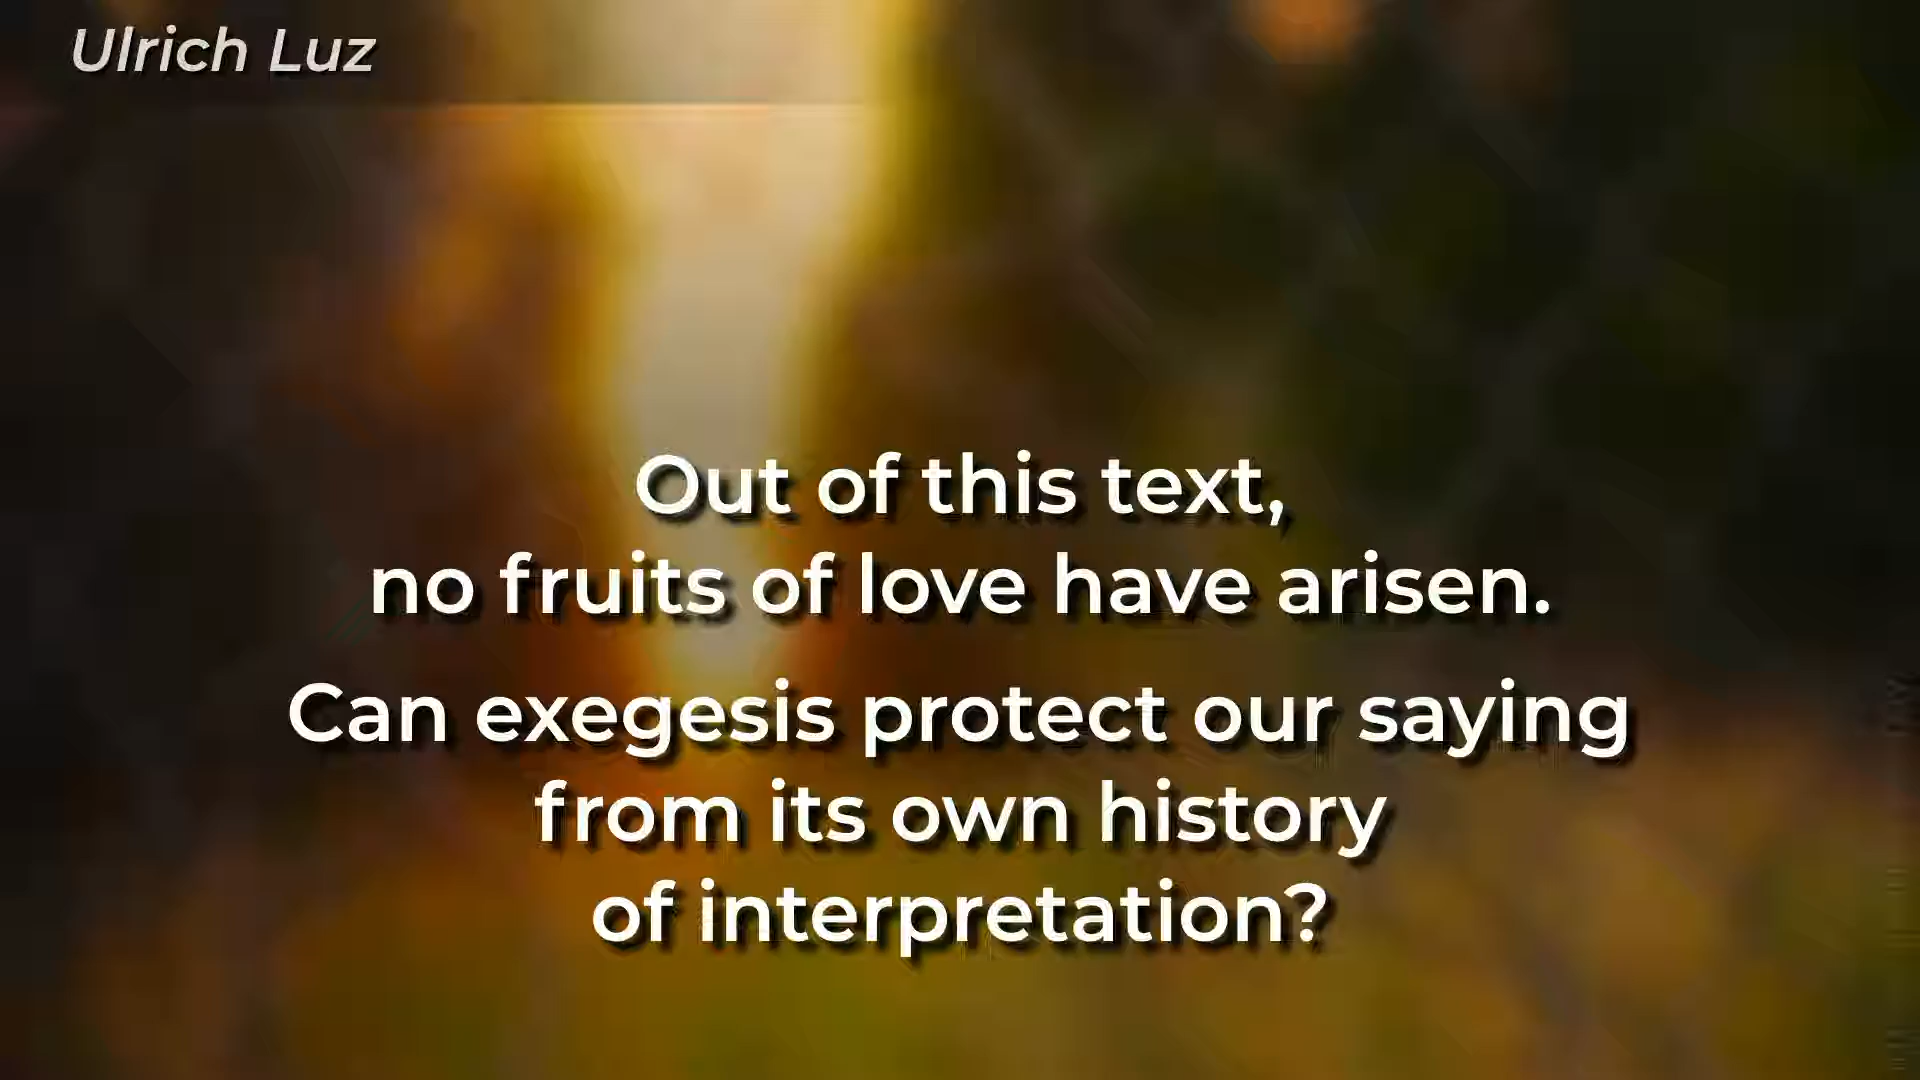 Ulrich Luz
Out of this text,
no fruits of love have arisen.
Can exegesis protect our saying
from its own history
of interpretation?